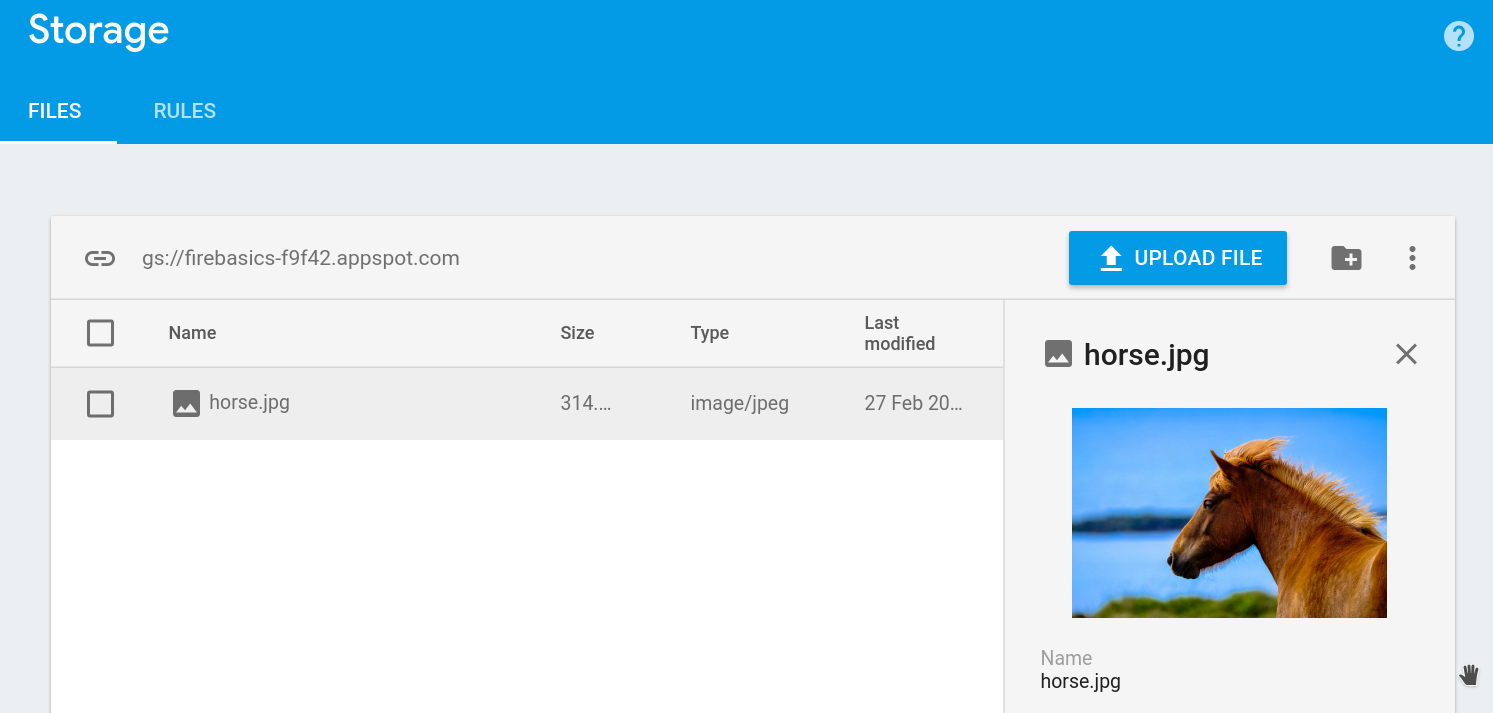 Storage
?
FILES RULES
gs://firebasics-f9f42.appspot.com UPLOAD FILE
Name Size Type Last modified
horse.jpg 314.... image/jpeg 27 Feb 20...
horse.jpg
Name
horse.jpg